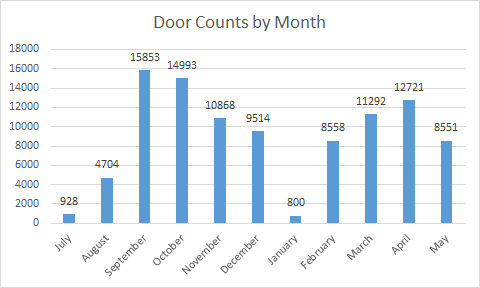 Door Counts by Month
18000
16000
14000
12000
10000
8000
6000
4000
2000
0
928
4704
15853
14993
10868
9514
800
8558
11292
12721
8551
July
August
September
October
November
December
January
February
March
April
May